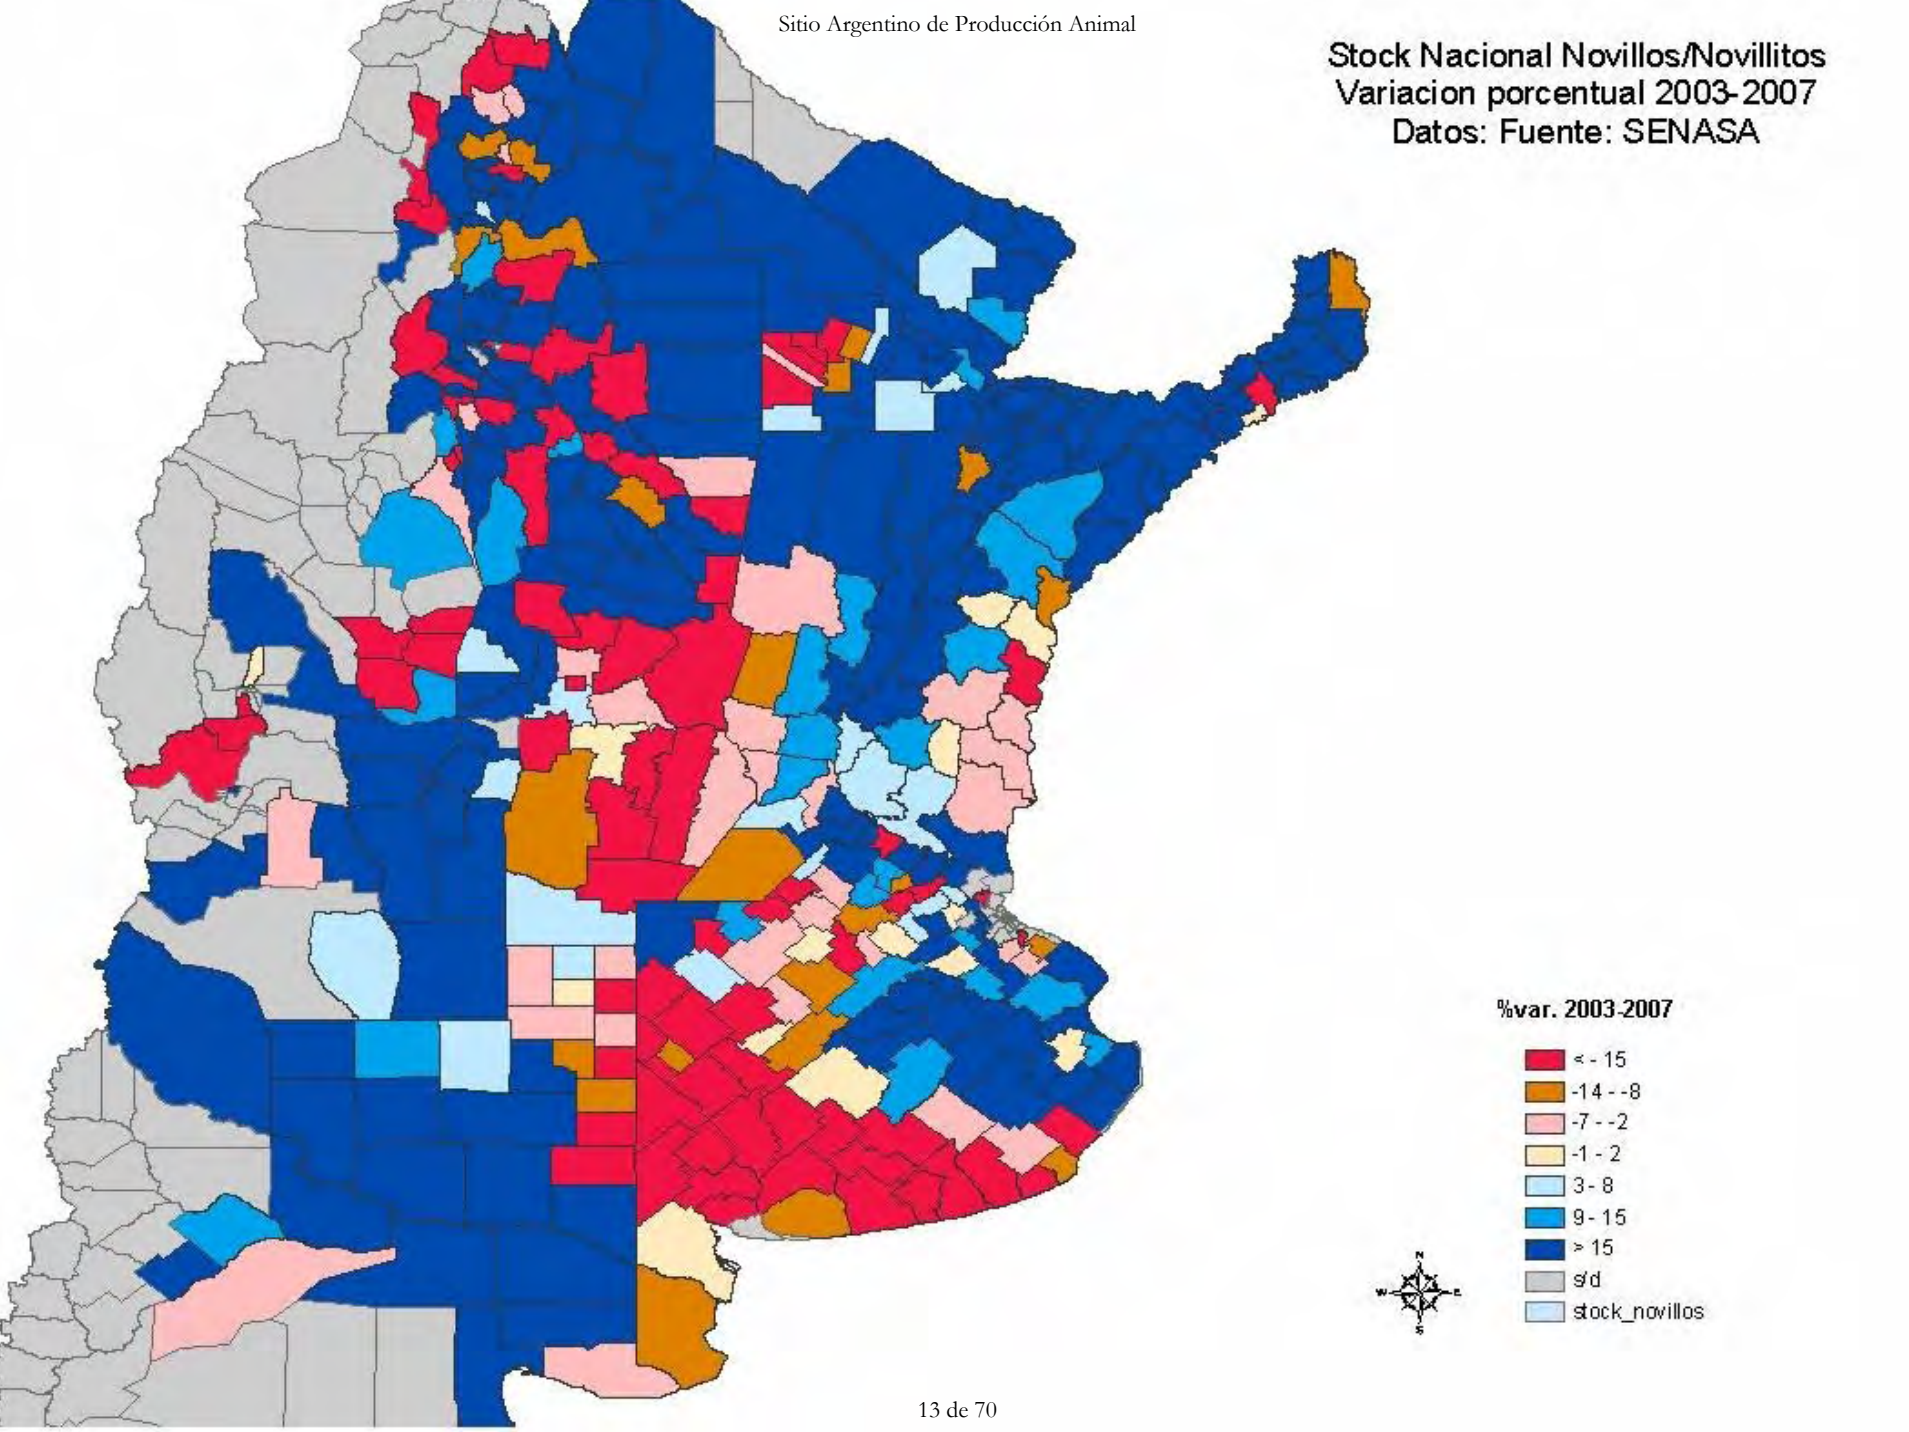 Sitio Argentino de Producción Animal
Stock Nacional Novillos/Novillitos
Variacion porcentual 2003-2007
Datos: Fuente: SENASA
%var. 2003-2007
< - 15
-14 - -8
-7 - -2
-1 - 2
3 - 8
9 - 15
> 15
s/d
stock_novillos
N
W E
S
13 de 70